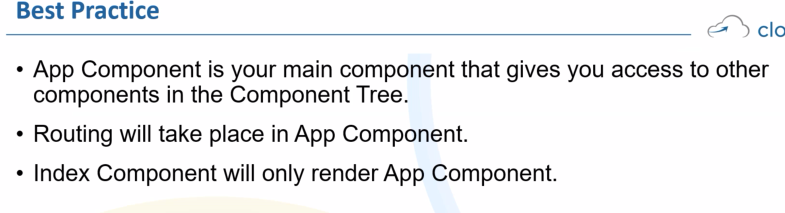 Best Practice
clo
• App Component is your main component that gives you access to other
components in the Component Tree.
• Routing will take place in App Component.
• Index Component will only render App Component.